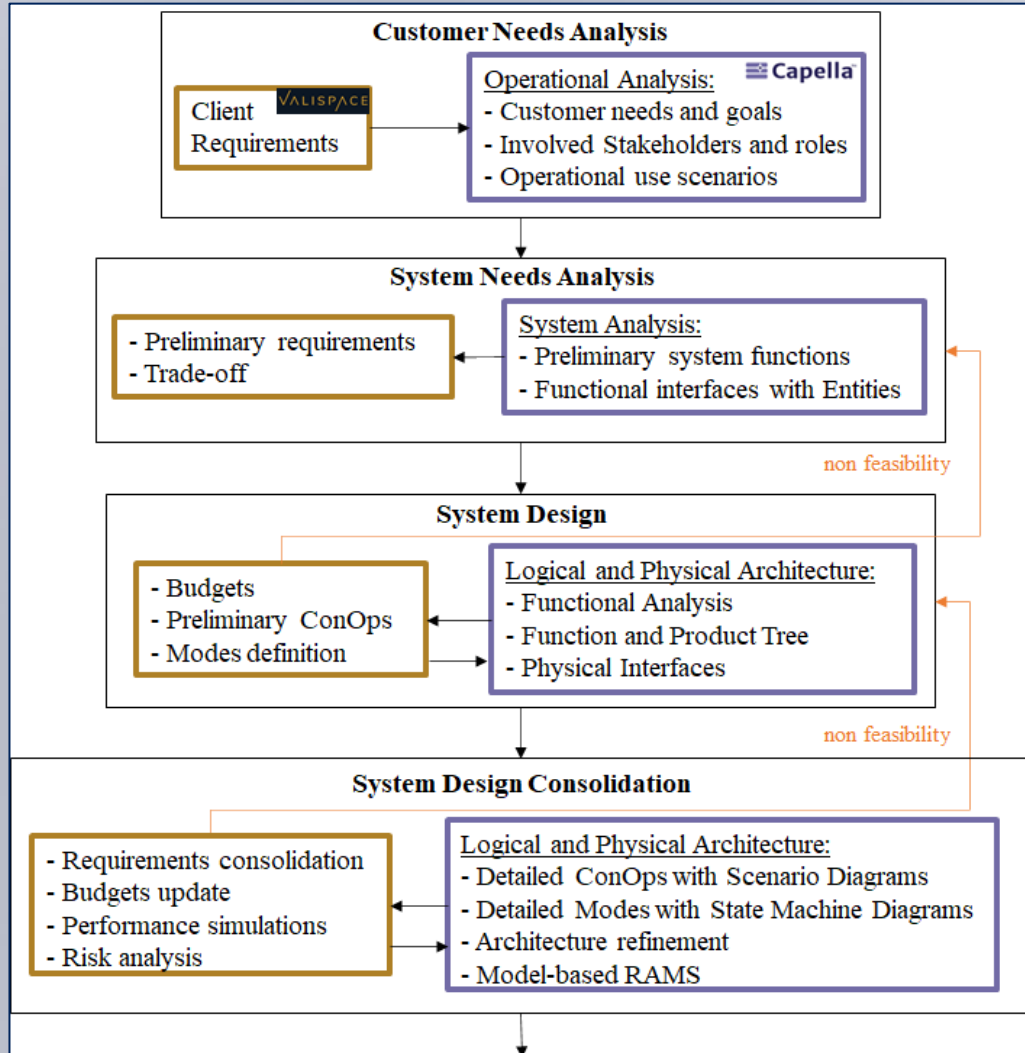 Customer Needs Analysis
VALISPACE
Client
Requirements
Capella
Operational Analysis:
- Customer needs and goals
- Involved Stakeholders and roles
- Operational use scenarios
System Needs Analysis
- Preliminary requirements
- Trade-off
System Analysis:
- Preliminary system functions
- Functional interfaces with Entities
non feasibility
System Design
- Budgets
- Preliminary ConOps
- Modes definition
Logical and Physical Architecture:
- Functional Analysis
- Function and Product Tree
- Physical Interfaces
non feasibility
System Design Consolidation
- Requirements consolidation
- Budgets update
- Performance simulations
- Risk analysis
Logical and Physical Architecture:
- Detailed ConOps with Scenario Diagrams
- Detailed Modes with State Machine Diagrams
- Architecture refinement
- Model-based RAMS